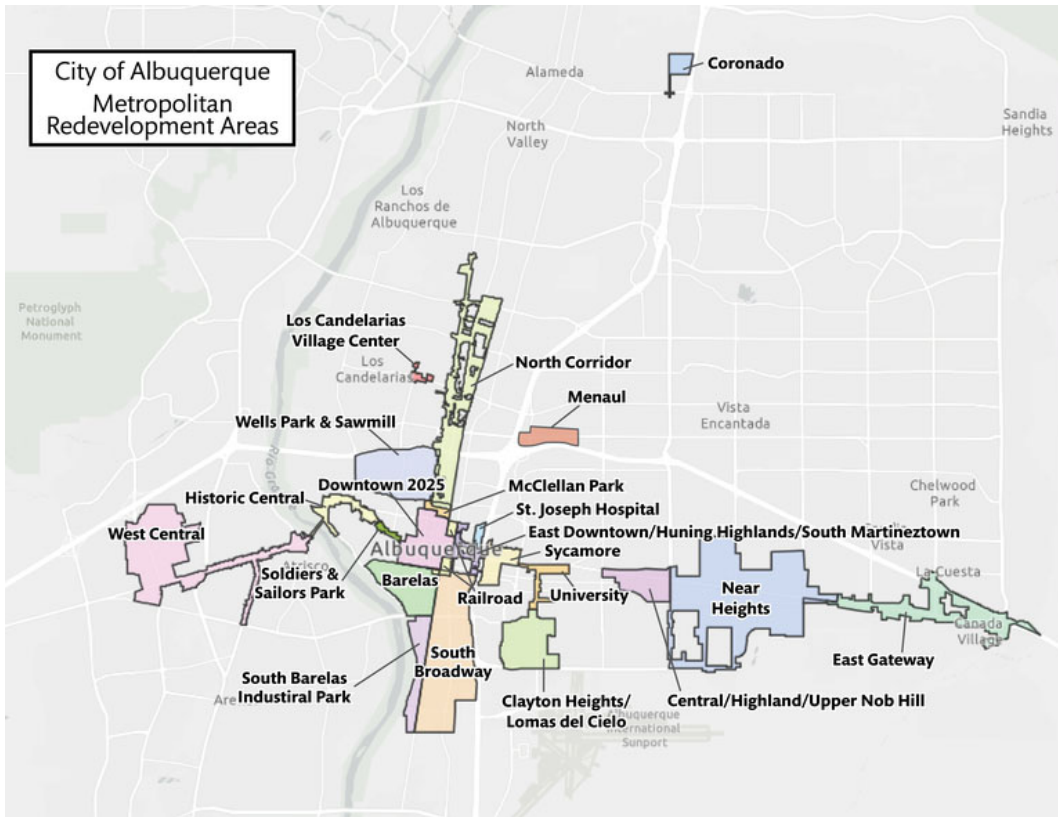 City of Albuquerque
Metropolitan
Redevelopment Areas
Coronado
Alameda
Sandia
Heights
North
Valley
Los
Ranchos de
Albuquerque
Petroglyph
National
Monument
Los Candelarias
Village Center
Los
Candelarias
North Corridor
Menaul
Vista
Encantada
Wells Park & Sawmill
Downtown 2025
McClellan Park
Chelwood
Park
Historic Central
St. Joseph Hospital
West Central
East Downtown/Huning Highlands/South Martineztown
Vista
Albuquerque
Sycamore
Atrisco
Soldiers &
Sailors Park
Barelas
Railroad
University
Near
Heights
La Cuesta
Canada
Village
East Gateway
South
Broadway
South Barelas
Industiral Park
Clayton Heights/
Lomas del Cielo
Central/Highland/Upper Nob Hill
Albuquerque
International
Sunport